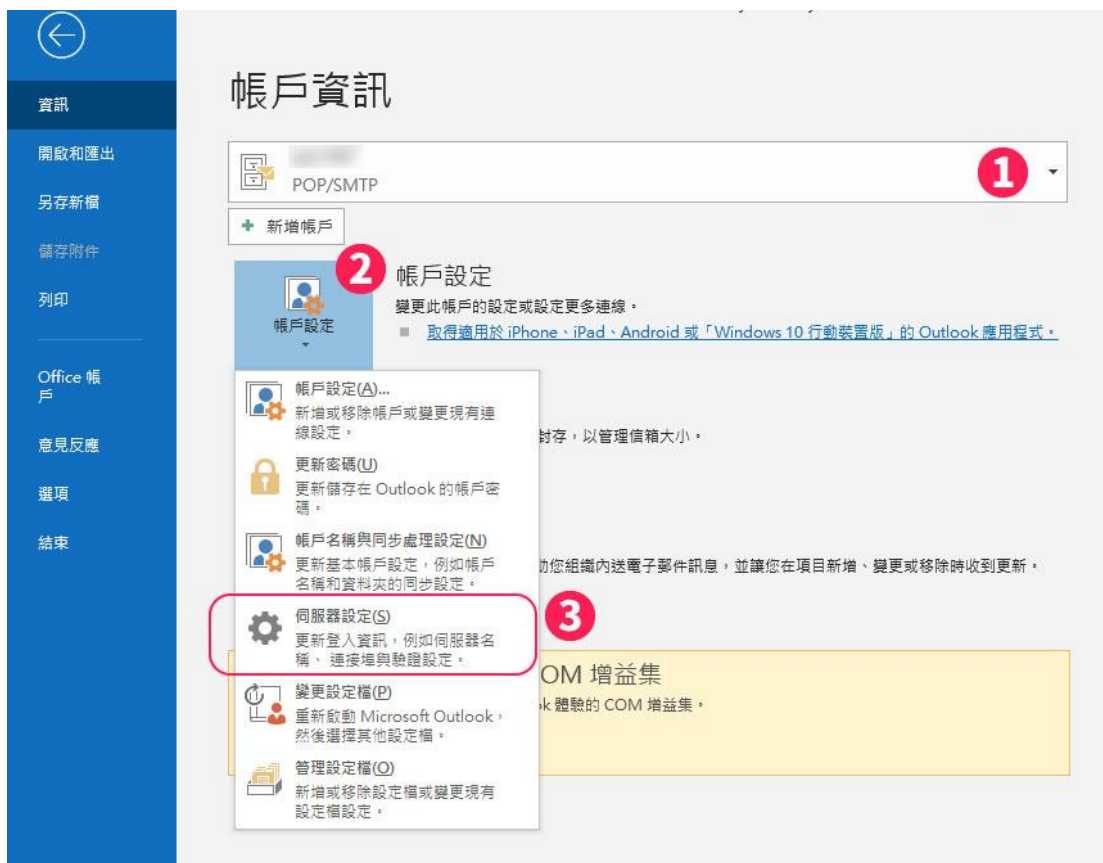 資訊
開啟和匯出
另存新檔
儲存附件
列印
Office 帳
戶
意見反應
選項
結束
帳戶資訊
POP/SMTP
1
新增帳戶
2
帳戶設定
帳戶設定
變更此帳戶的設定或設定更多連線。
取得適用於 iPhone、iPad、Android 或「Windows 10 行動裝置版」的 Outlook 應用程式。
帳戶設定(A)...
新增或移除帳戶或變更現有連
線設定。
封存，以管理信箱大小。
更新密碼(U)
更新儲存在 Outlook 的帳戶密
碼。
帳戶名稱與同步處理設定(N)
更新基本帳戶設定，例如帳戶
名稱和資料夾的同步設定。
助您組織內送電子郵件訊息，並讓您在項目新增、變更或移除時收到更新。
伺服器設定(S)
更新登入資訊，例如伺服器名
稱、 連接埠與驗證設定。
3
變更設定檔(P)
重新啟動 Microsoft Outlook，
然後選擇其他設定檔。
OM 增益集
k 體驗的 COM 增益集。
管理設定檔(O)
新增或移除設定檔或變更現有
設定檔設定。